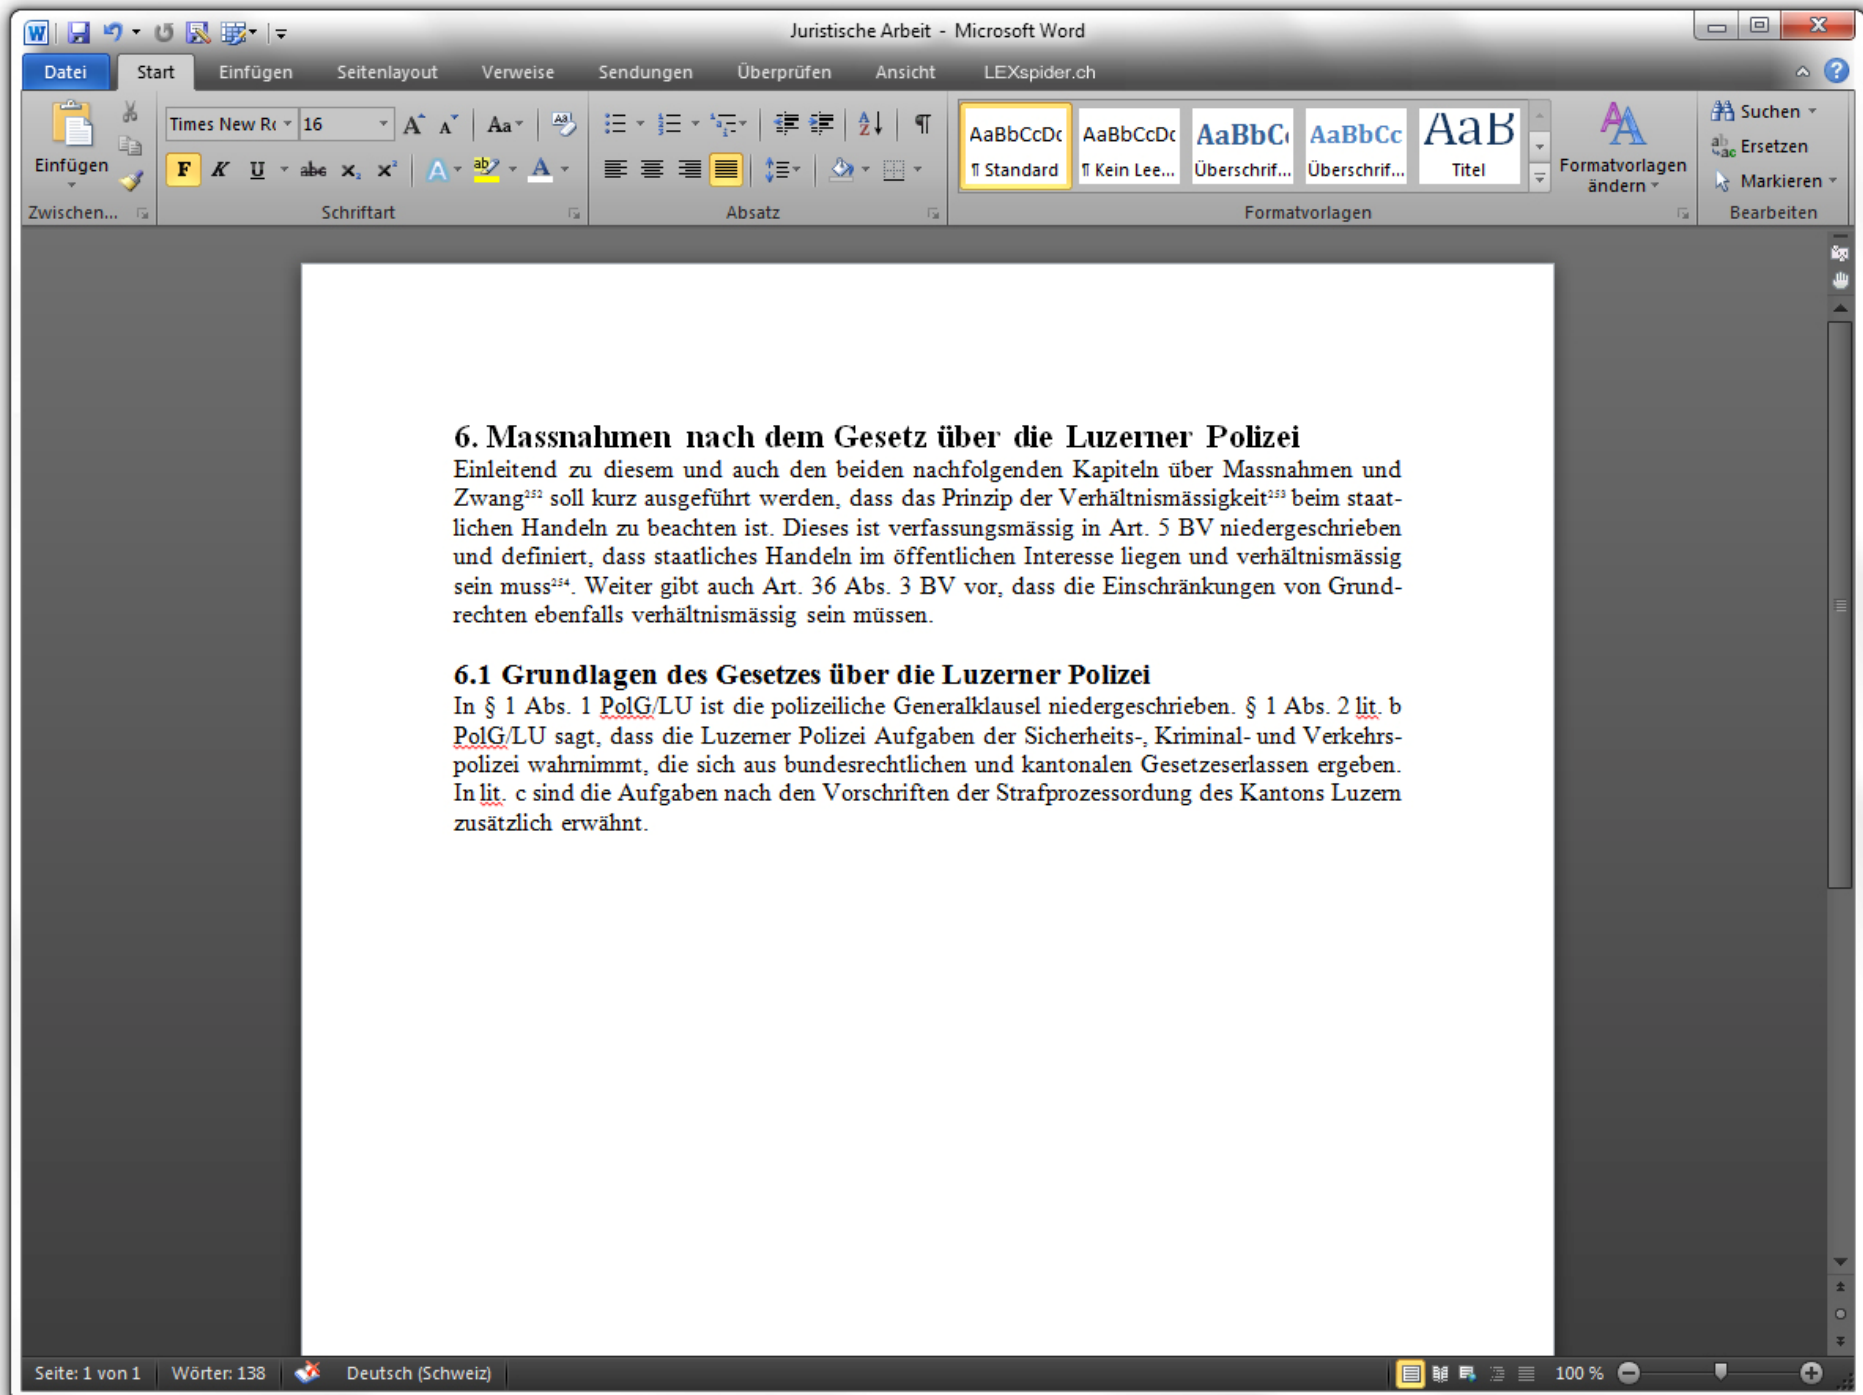 Juristische Arbeit - Microsoft Word
Datei Start Einfügen Seitenlayout Verweise Sendungen Überprüfen Ansicht LEXspider.ch
Einfügen
Zwischen...
Times New Ro 16
Schriftart
Absatz
AaBbCcDc AaBbCcDc AaBbC AaBbCc AaB
¶ Standard ¶ Kein Lee... Überschrif... Überschrif... Titel
Formatvorlagen
Formatvorlagen
ändern
Suchen
Ersetzen
Markieren
Bearbeiten
6. Massnahmen nach dem Gesetz über die Luzerner Polizei
Einleitend zu diesem und auch den beiden nachfolgenden Kapiteln über Massnahmen und
Zwang²⁵² soll kurz ausgeführt werden, dass das Prinzip der Verhältnismässigkeit²⁵³ beim staat-
lichen Handeln zu beachten ist. Dieses ist verfassungsmässig in Art. 5 BV niedergeschrieben
und definiert, dass staatliches Handeln im öffentlichen Interesse liegen und verhältnismässig
sein muss²⁵⁴. Weiter gibt auch Art. 36 Abs. 3 BV vor, dass die Einschränkungen von Grund-
rechten ebenfalls verhältnismässig sein müssen.
6.1 Grundlagen des Gesetzes über die Luzerner Polizei
In § 1 Abs. 1 PolG/LU ist die polizeiliche Generalklausel niedergeschrieben. § 1 Abs. 2 lit. b
PolG/LU sagt, dass die Luzerner Polizei Aufgaben der Sicherheits-, Kriminal- und Verkehrs-
polizei wahrnimmt, die sich aus bundesrechtlichen und kantonalen Gesetzeserlassen ergeben.
In lit. c sind die Aufgaben nach den Vorschriften der Strafprozessordung des Kantons Luzern
zusätzlich erwähnt.
Seite: 1 von 1 Wörter: 138 Deutsch (Schweiz) 100 %